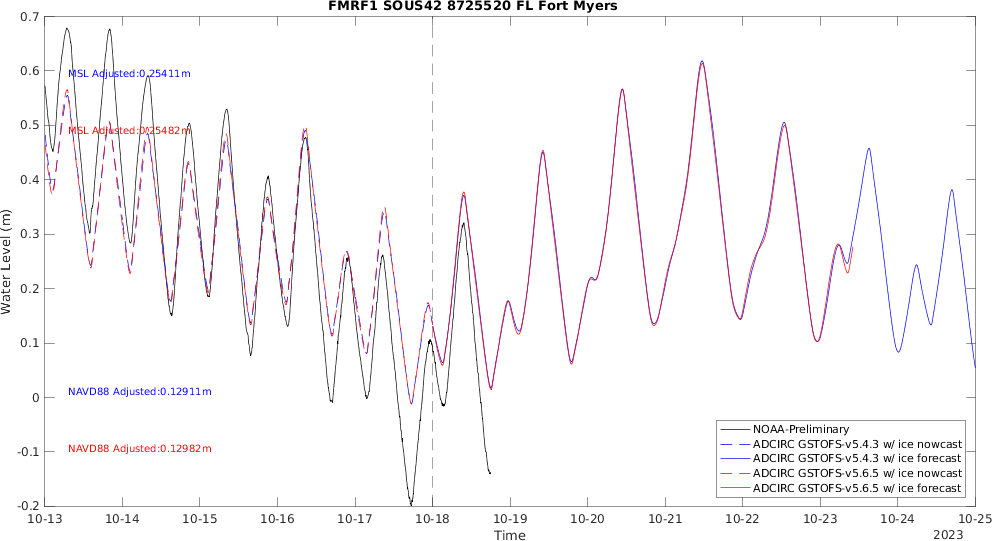 FMRF1 SOUS42 8725520 FL Fort Myers
0.7
0.6
0.5
0.4
0.3
0.2
0.1
0
-0.1
-0.2
Water Level (m)
MSL Adjusted:0.25411m
MSL Adjusted:0.25482m
NAVD88 Adjusted:0.12911m
NAVD88 Adjusted:0.12982m
NOAA-Preliminary
ADCIRC GSTOFS-v5.4.3 w/ ice nowcast
ADCIRC GSTOFS-v5.4.3 w/ ice forecast
ADCIRC GSTOFS-v5.6.5 w/ ice nowcast
ADCIRC GSTOFS-v5.6.5 w/ ice forecast
10-13 10-14 10-15 10-16 10-17 10-18 10-19 10-20 10-21 10-22 10-23 10-24 10-25
Time
2023